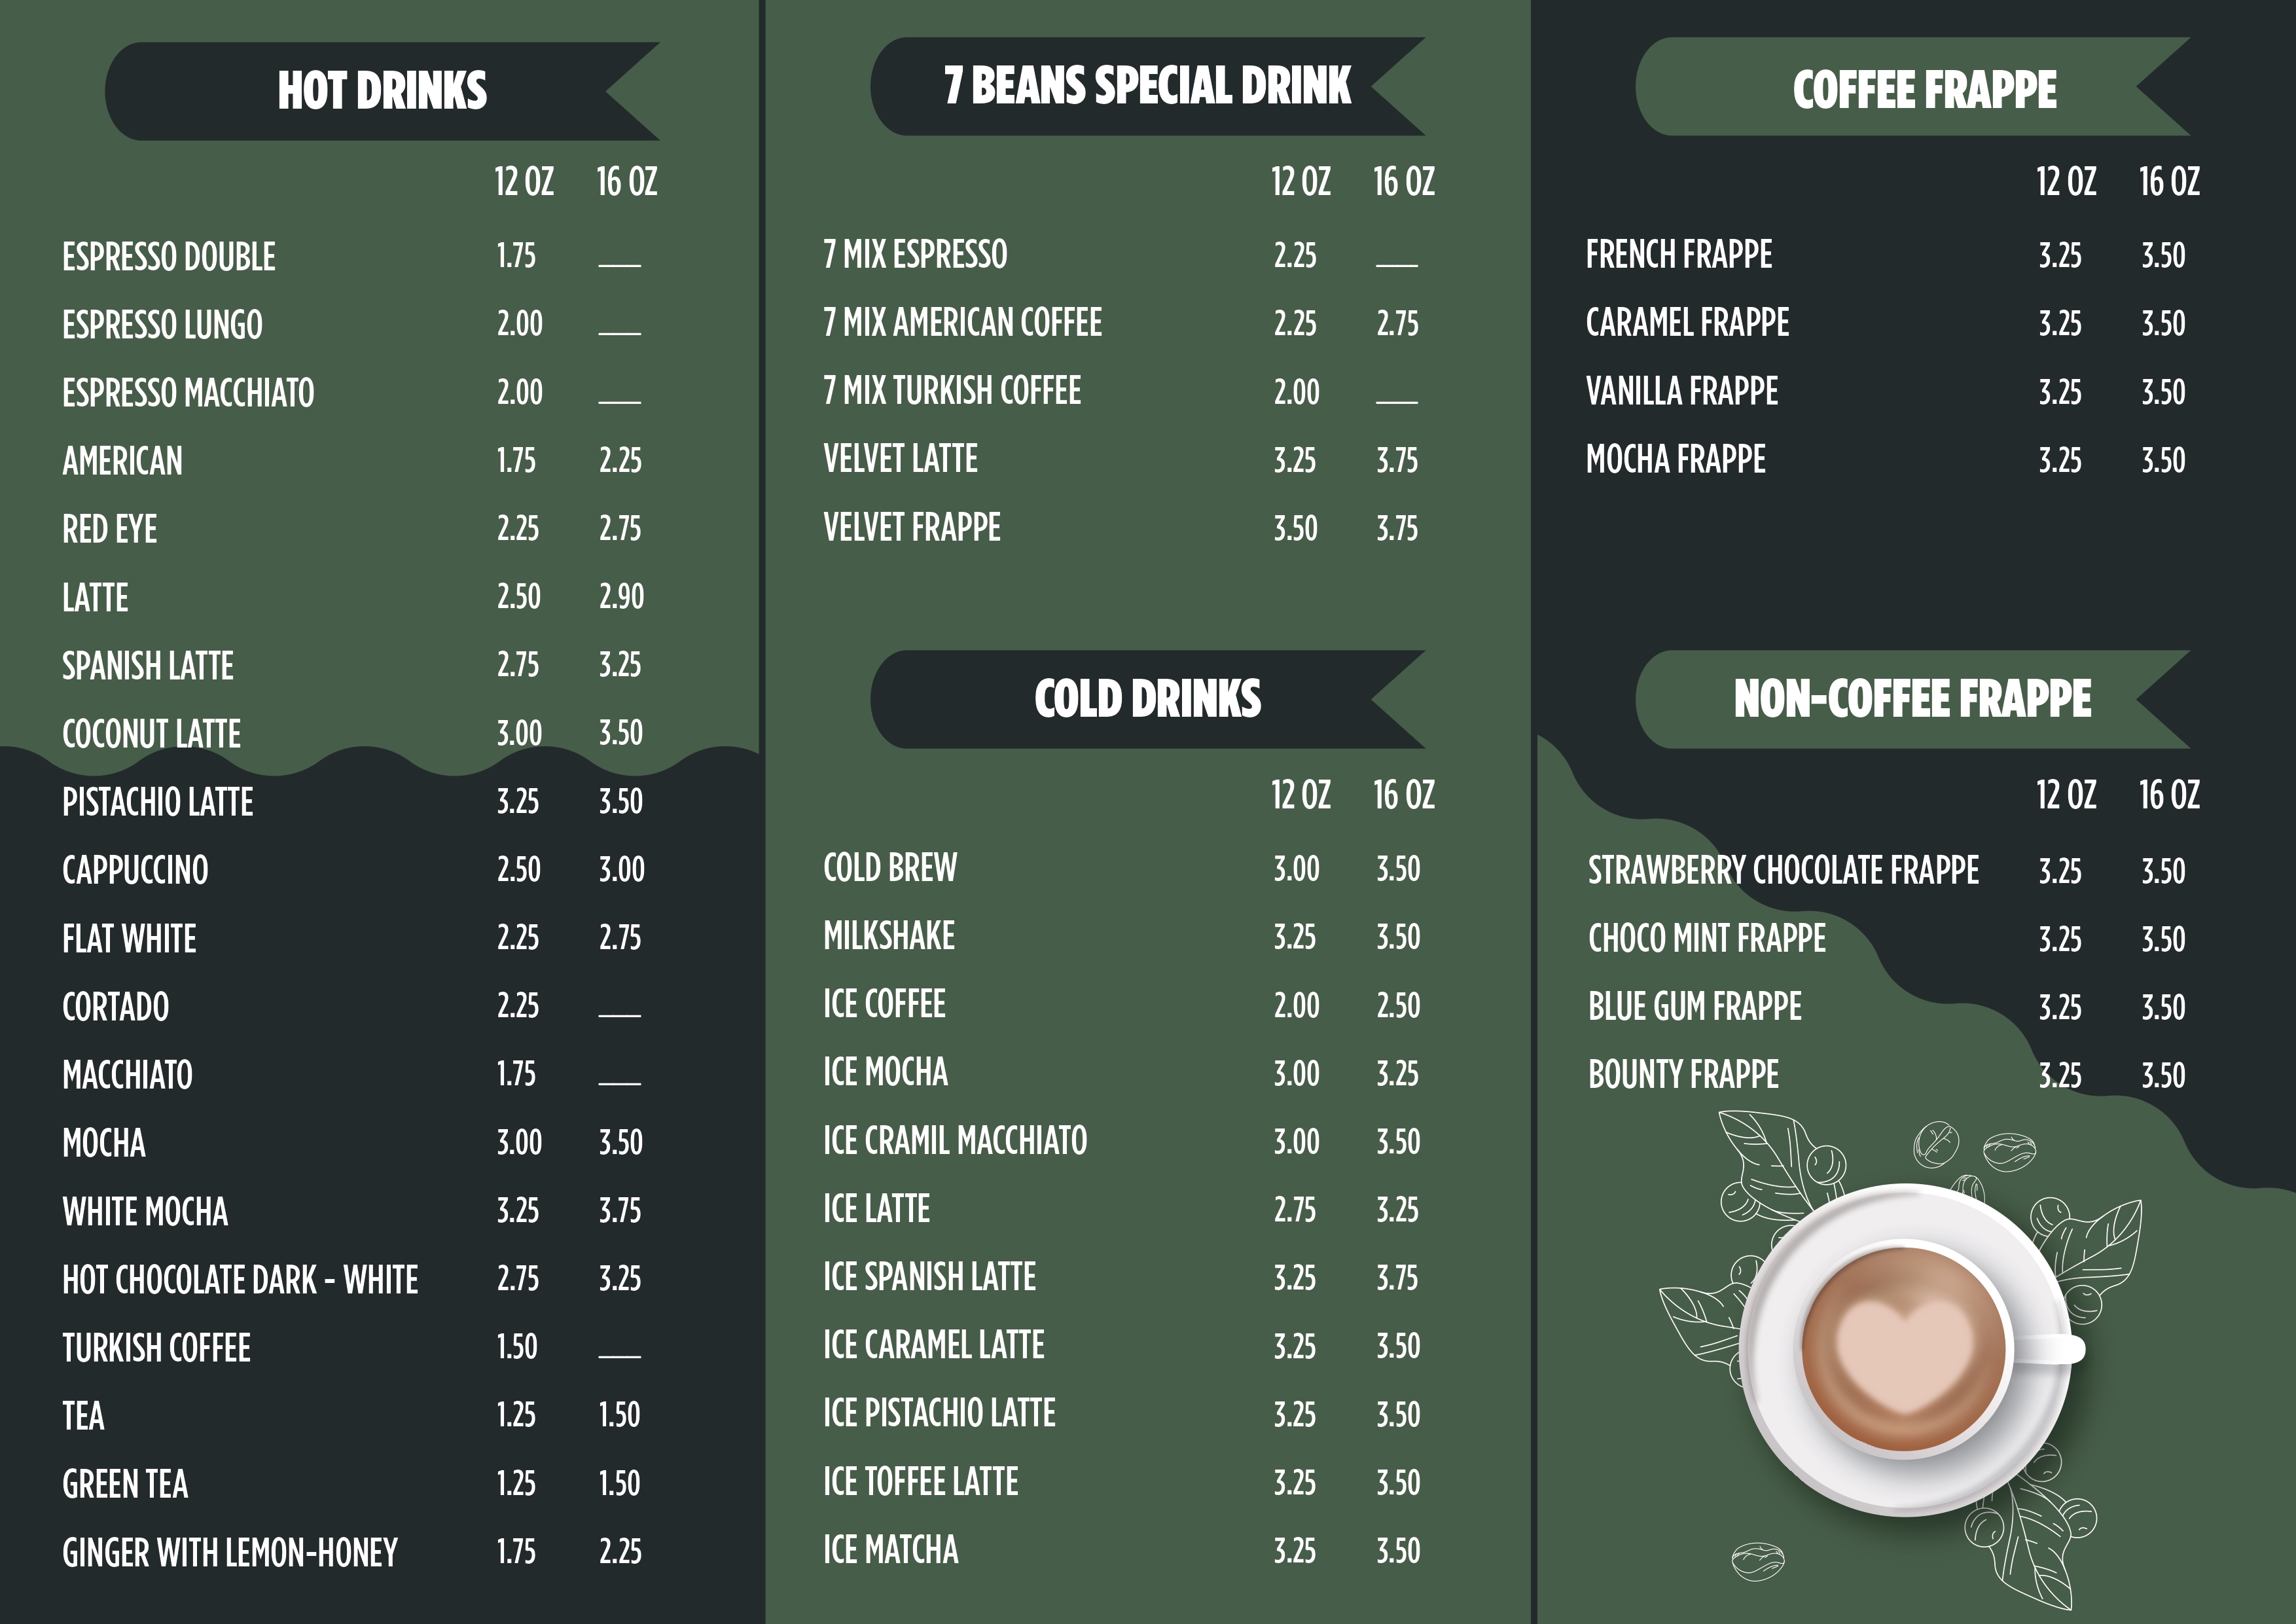 HOT DRINKS
12 OZ 16 OZ
ESPRESSO DOUBLE 1.75 ___
ESPRESSO LUNGO 2.00 ___
ESPRESSO MACCHIATO 2.00 ___
AMERICAN 1.75 2.25
RED EYE 2.25 2.75
LATTE 2.50 2.90
SPANISH LATTE 2.75 3.25
COCONUT LATTE 3.00 3.50
PISTACHIO LATTE 3.25 3.50
CAPPUCCINO 2.50 3.00
FLAT WHITE 2.25 2.75
CORTADO 2.25 ___
MACCHIATO 1.75 ___
MOCHA 3.00 3.50
WHITE MOCHA 3.25 3.75
HOT CHOCOLATE DARK - WHITE 2.75 3.25
TURKISH COFFEE 1.50 ___
TEA 1.25 1.50
GREEN TEA 1.25 1.50
GINGER WITH LEMON-HONEY 1.75 2.25
7 BEANS SPECIAL DRINK
12 OZ 16 OZ
7 MIX ESPRESSO 2.25 ___
7 MIX AMERICAN COFFEE 2.25 2.75
7 MIX TURKISH COFFEE 2.00 ___
VELVET LATTE 3.25 3.75
VELVET FRAPPE 3.50 3.75
COLD DRINKS
12 OZ 16 OZ
COLD BREW 3.00 3.50
MILKSHAKE 3.25 3.50
ICE COFFEE 2.00 2.50
ICE MOCHA 3.00 3.25
ICE CRAMIL MACCHIATO 3.00 3.50
ICE LATTE 2.75 3.25
ICE SPANISH LATTE 3.25 3.75
ICE CARAMEL LATTE 3.25 3.50
ICE PISTACHIO LATTE 3.25 3.50
ICE TOFFEE LATTE 3.25 3.50
ICE MATCHA 3.25 3.50
COFFEE FRAPPE
12 OZ 16 OZ
FRENCH FRAPPE 3.25 3.50
CARAMEL FRAPPE 3.25 3.50
VANILLA FRAPPE 3.25 3.50
MOCHA FRAPPE 3.25 3.50
NON-COFFEE FRAPPE
12 OZ 16 OZ
STRAWBERRY CHOCOLATE FRAPPE 3.25 3.50
CHOCO MINT FRAPPE 3.25 3.50
BLUE GUM FRAPPE 3.25 3.50
BOUNTY FRAPPE 3.25 3.50